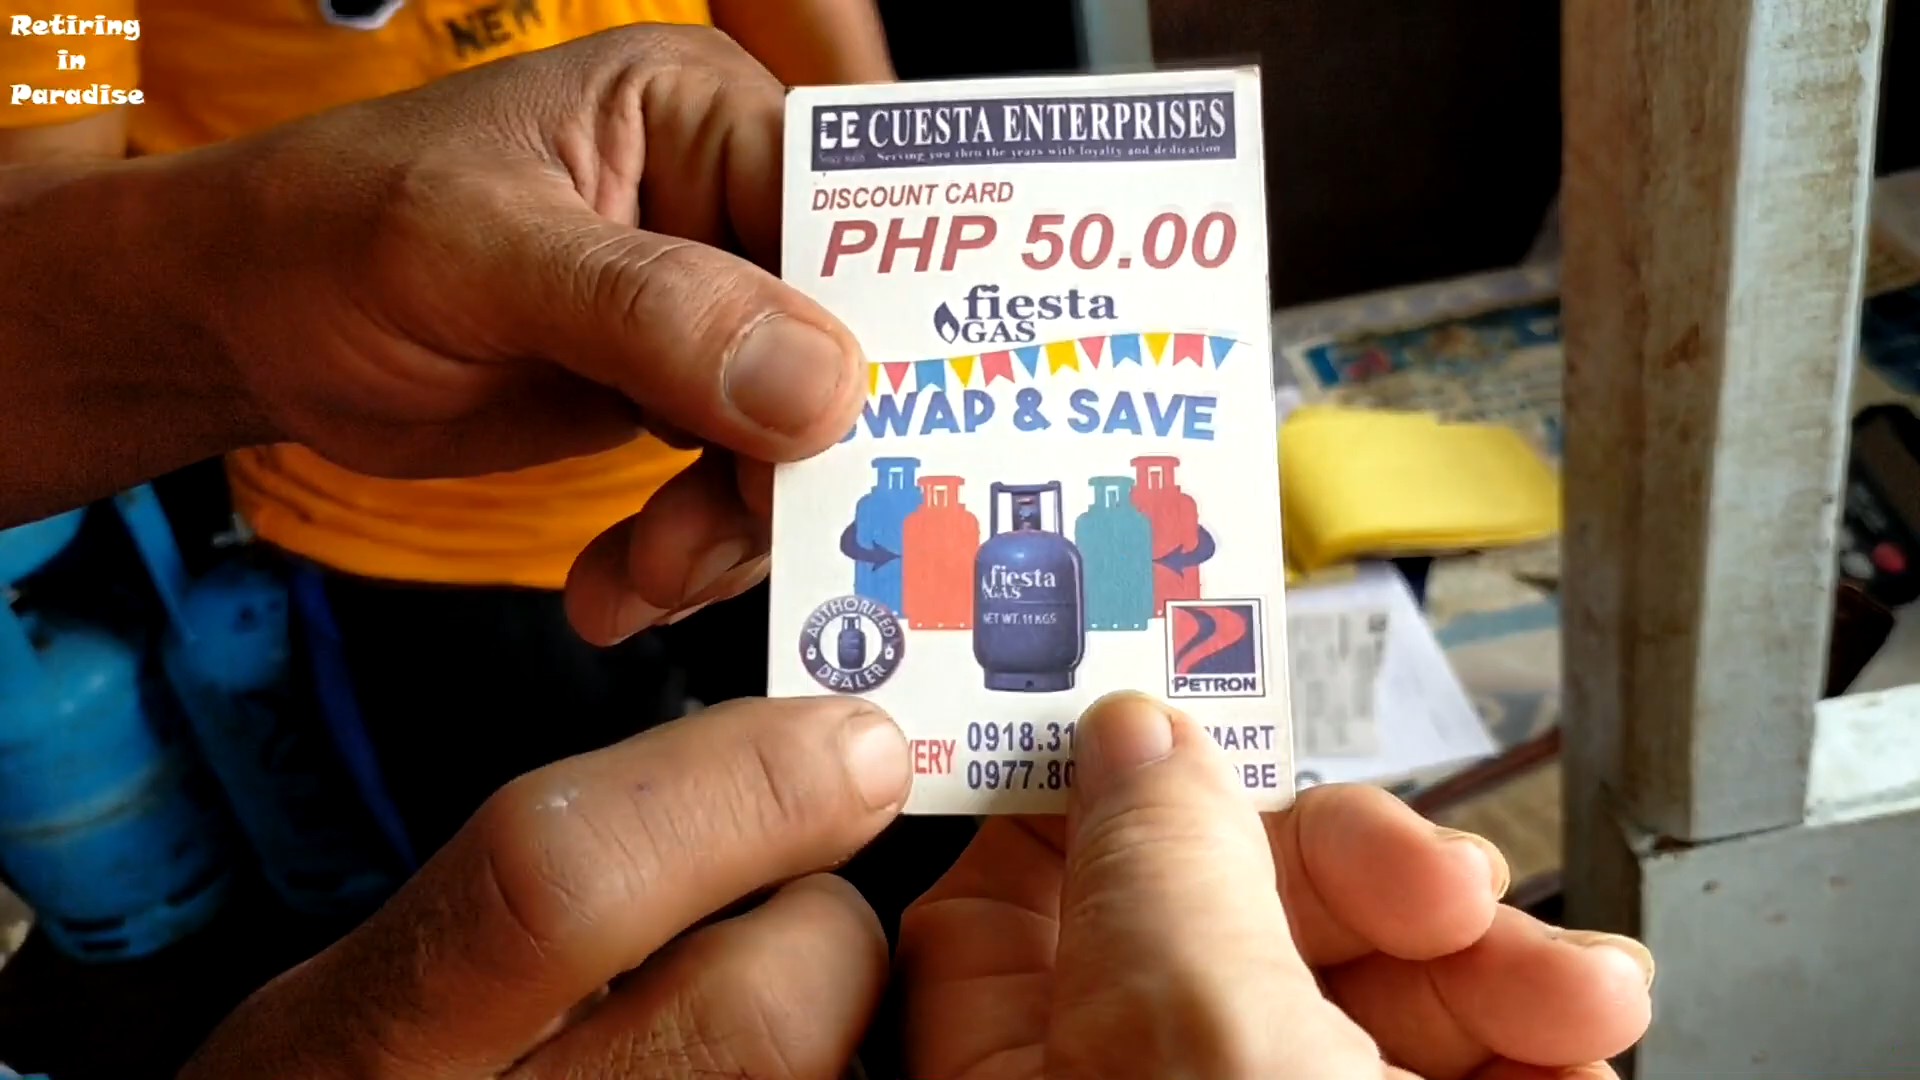 Retiring
in
Paradise
NEW
CE CUESTA ENTERPRISES
Serving you thru the years with loyalty and dedication
DISCOUNT CARD
PHP 50.00
fiesta
GAS
SWAP & SAVE
fiesta
GAS
NET WT. 11 KGS
AUTHORIZED
DEALER
PETRON
ERY 0918.31 MART
0977.80 BE